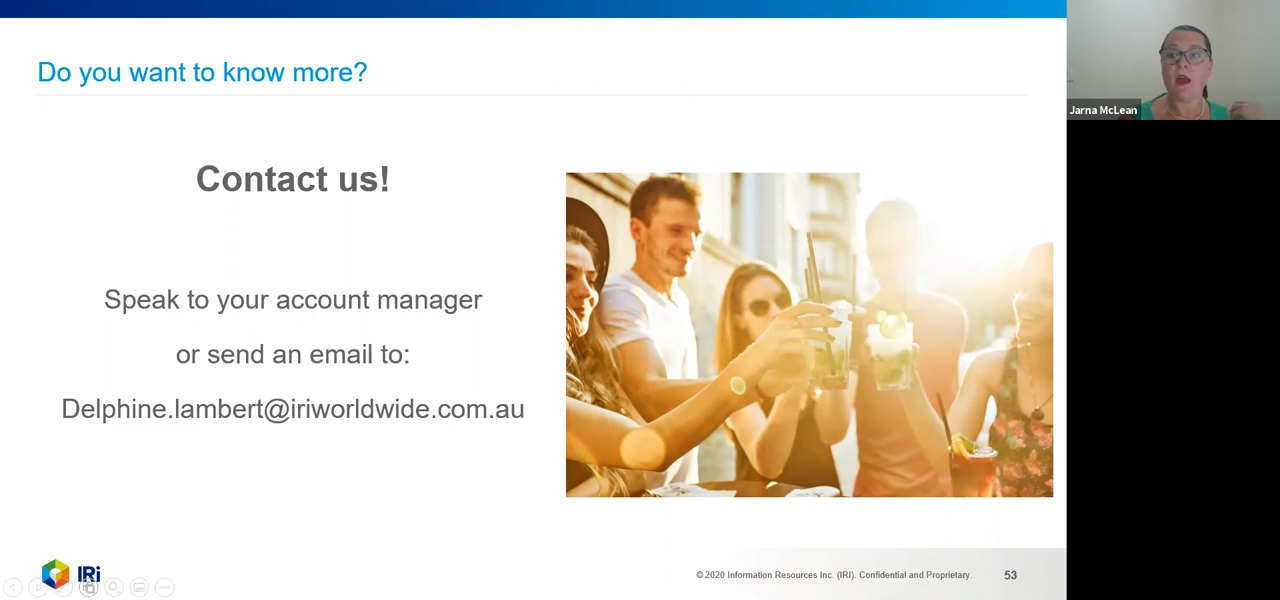 Do you want to know more?
Jarna McLean
Contact us!
Speak to your account manager
or send an email to:
Delphine.lambert@iriworldwide.com.au
IRi
© 2020 Information Resources Inc. (IRI). Confidential and Proprietary.
53